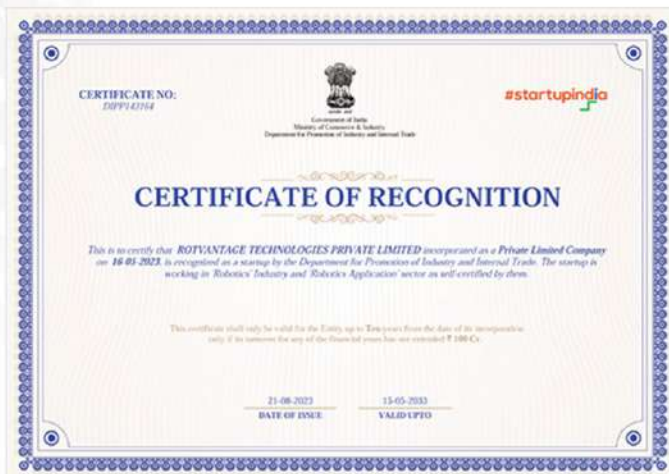 CERTIFICATE NO:
DIPP143164
#startupindia
Government of India
Ministry of Commerce & Industry
Department for Promotion of Industry and Internal Trade
CERTIFICATE OF RECOGNITION
This is to certify that ROTVANTAGE TECHNOLOGIES PRIVATE LIMITED incorporated as a Private Limited Company
on 16-05-2023, is recognized as a startup by the Department for Promotion of Industry and Internal Trade. The startup is
working in 'Robotics' Industry and 'Robotics Application' sector as self-certified by them.
This certificate shall only be valid for the Entity up to Ten years from the date of its incorporation
only if its turnover for any of the financial years has not exceeded ₹ 100 Cr.
21-08-2023
15-05-2033
DATE OF ISSUE
VALID UPTO